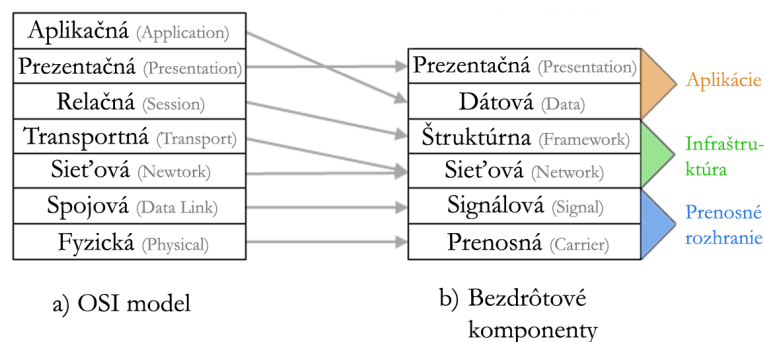 Aplikačná (Application)
Prezentačná (Presentation)
Relačná (Session)
Transportná (Transport)
Sieťová (Newtork)
Spojová (Data Link)
Fyzická (Physical)
a) OSI model
Prezentačná (Presentation)
Dátová (Data)
Štruktúrna (Framework)
Sieťová (Network)
Signálová (Signal)
Prenosná (Carrier)
b) Bezdrôtové
komponenty
Aplikácie
Infraštru-
ktúra
Prenosné
rozhranie